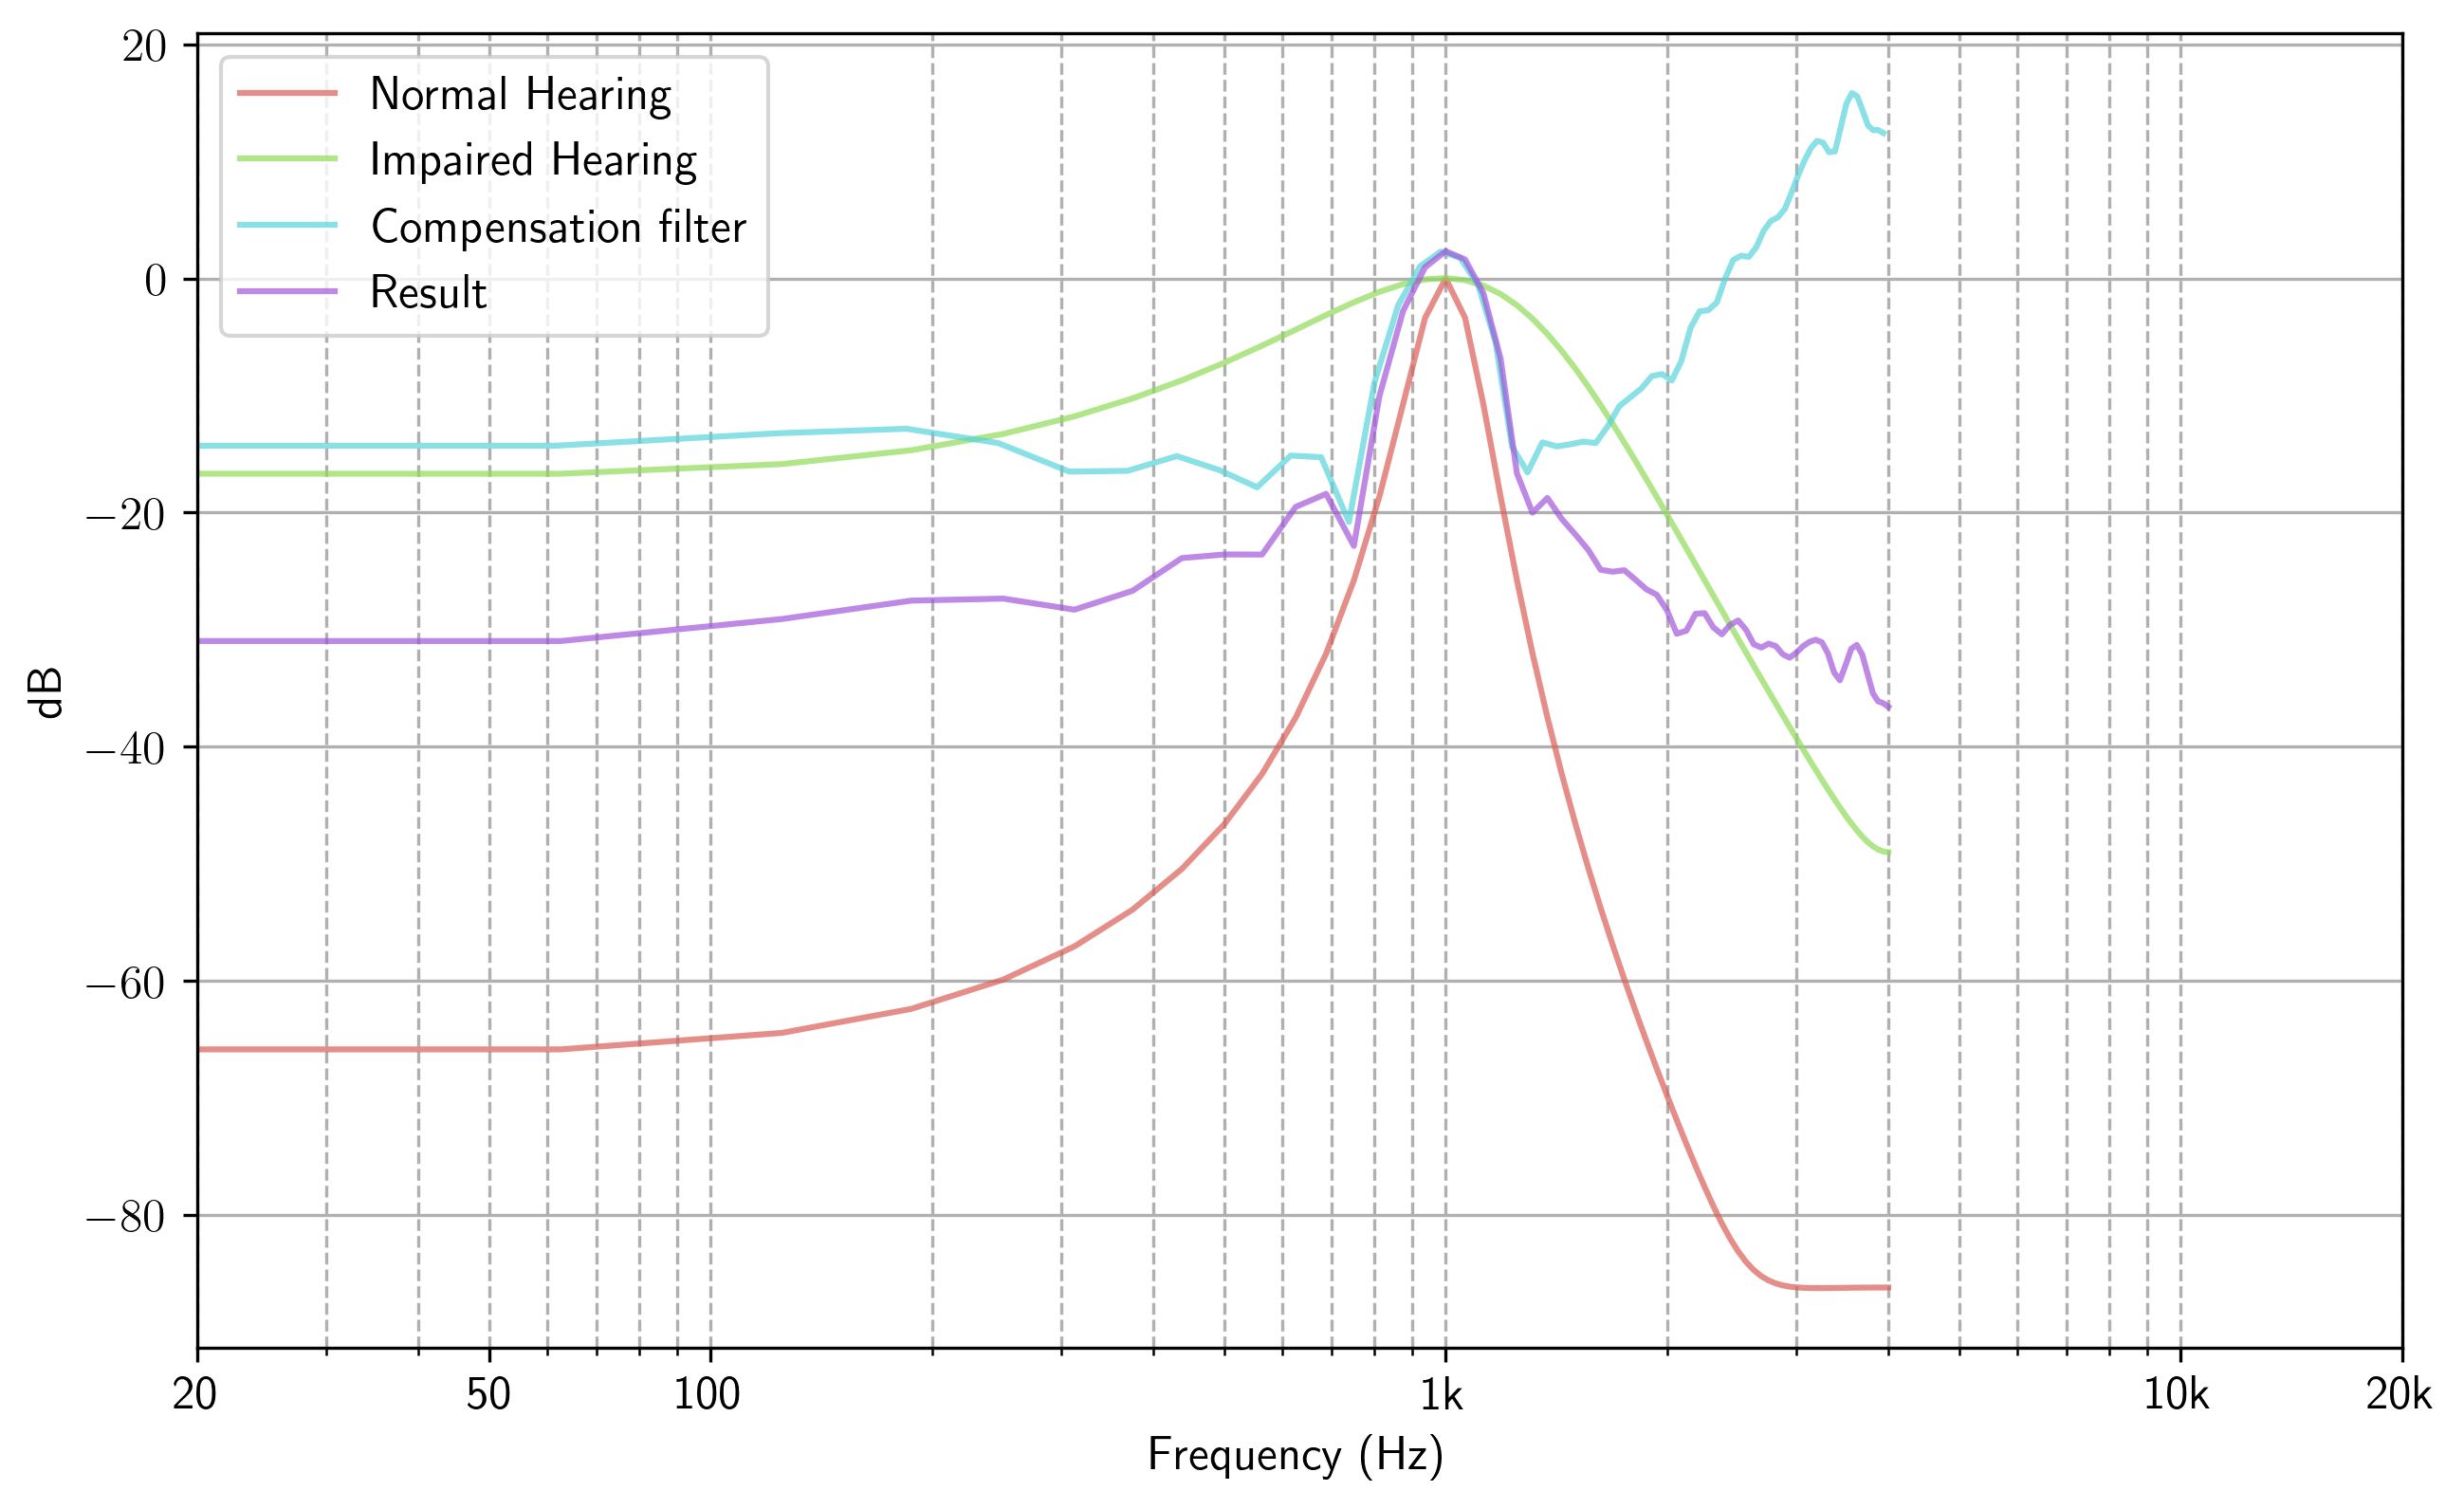 20
0
−20
−40
−60
−80
dB
Normal Hearing
Impaired Hearing
Compensation filter
Result
20 50 100 1k 10k 20k
Frequency (Hz)